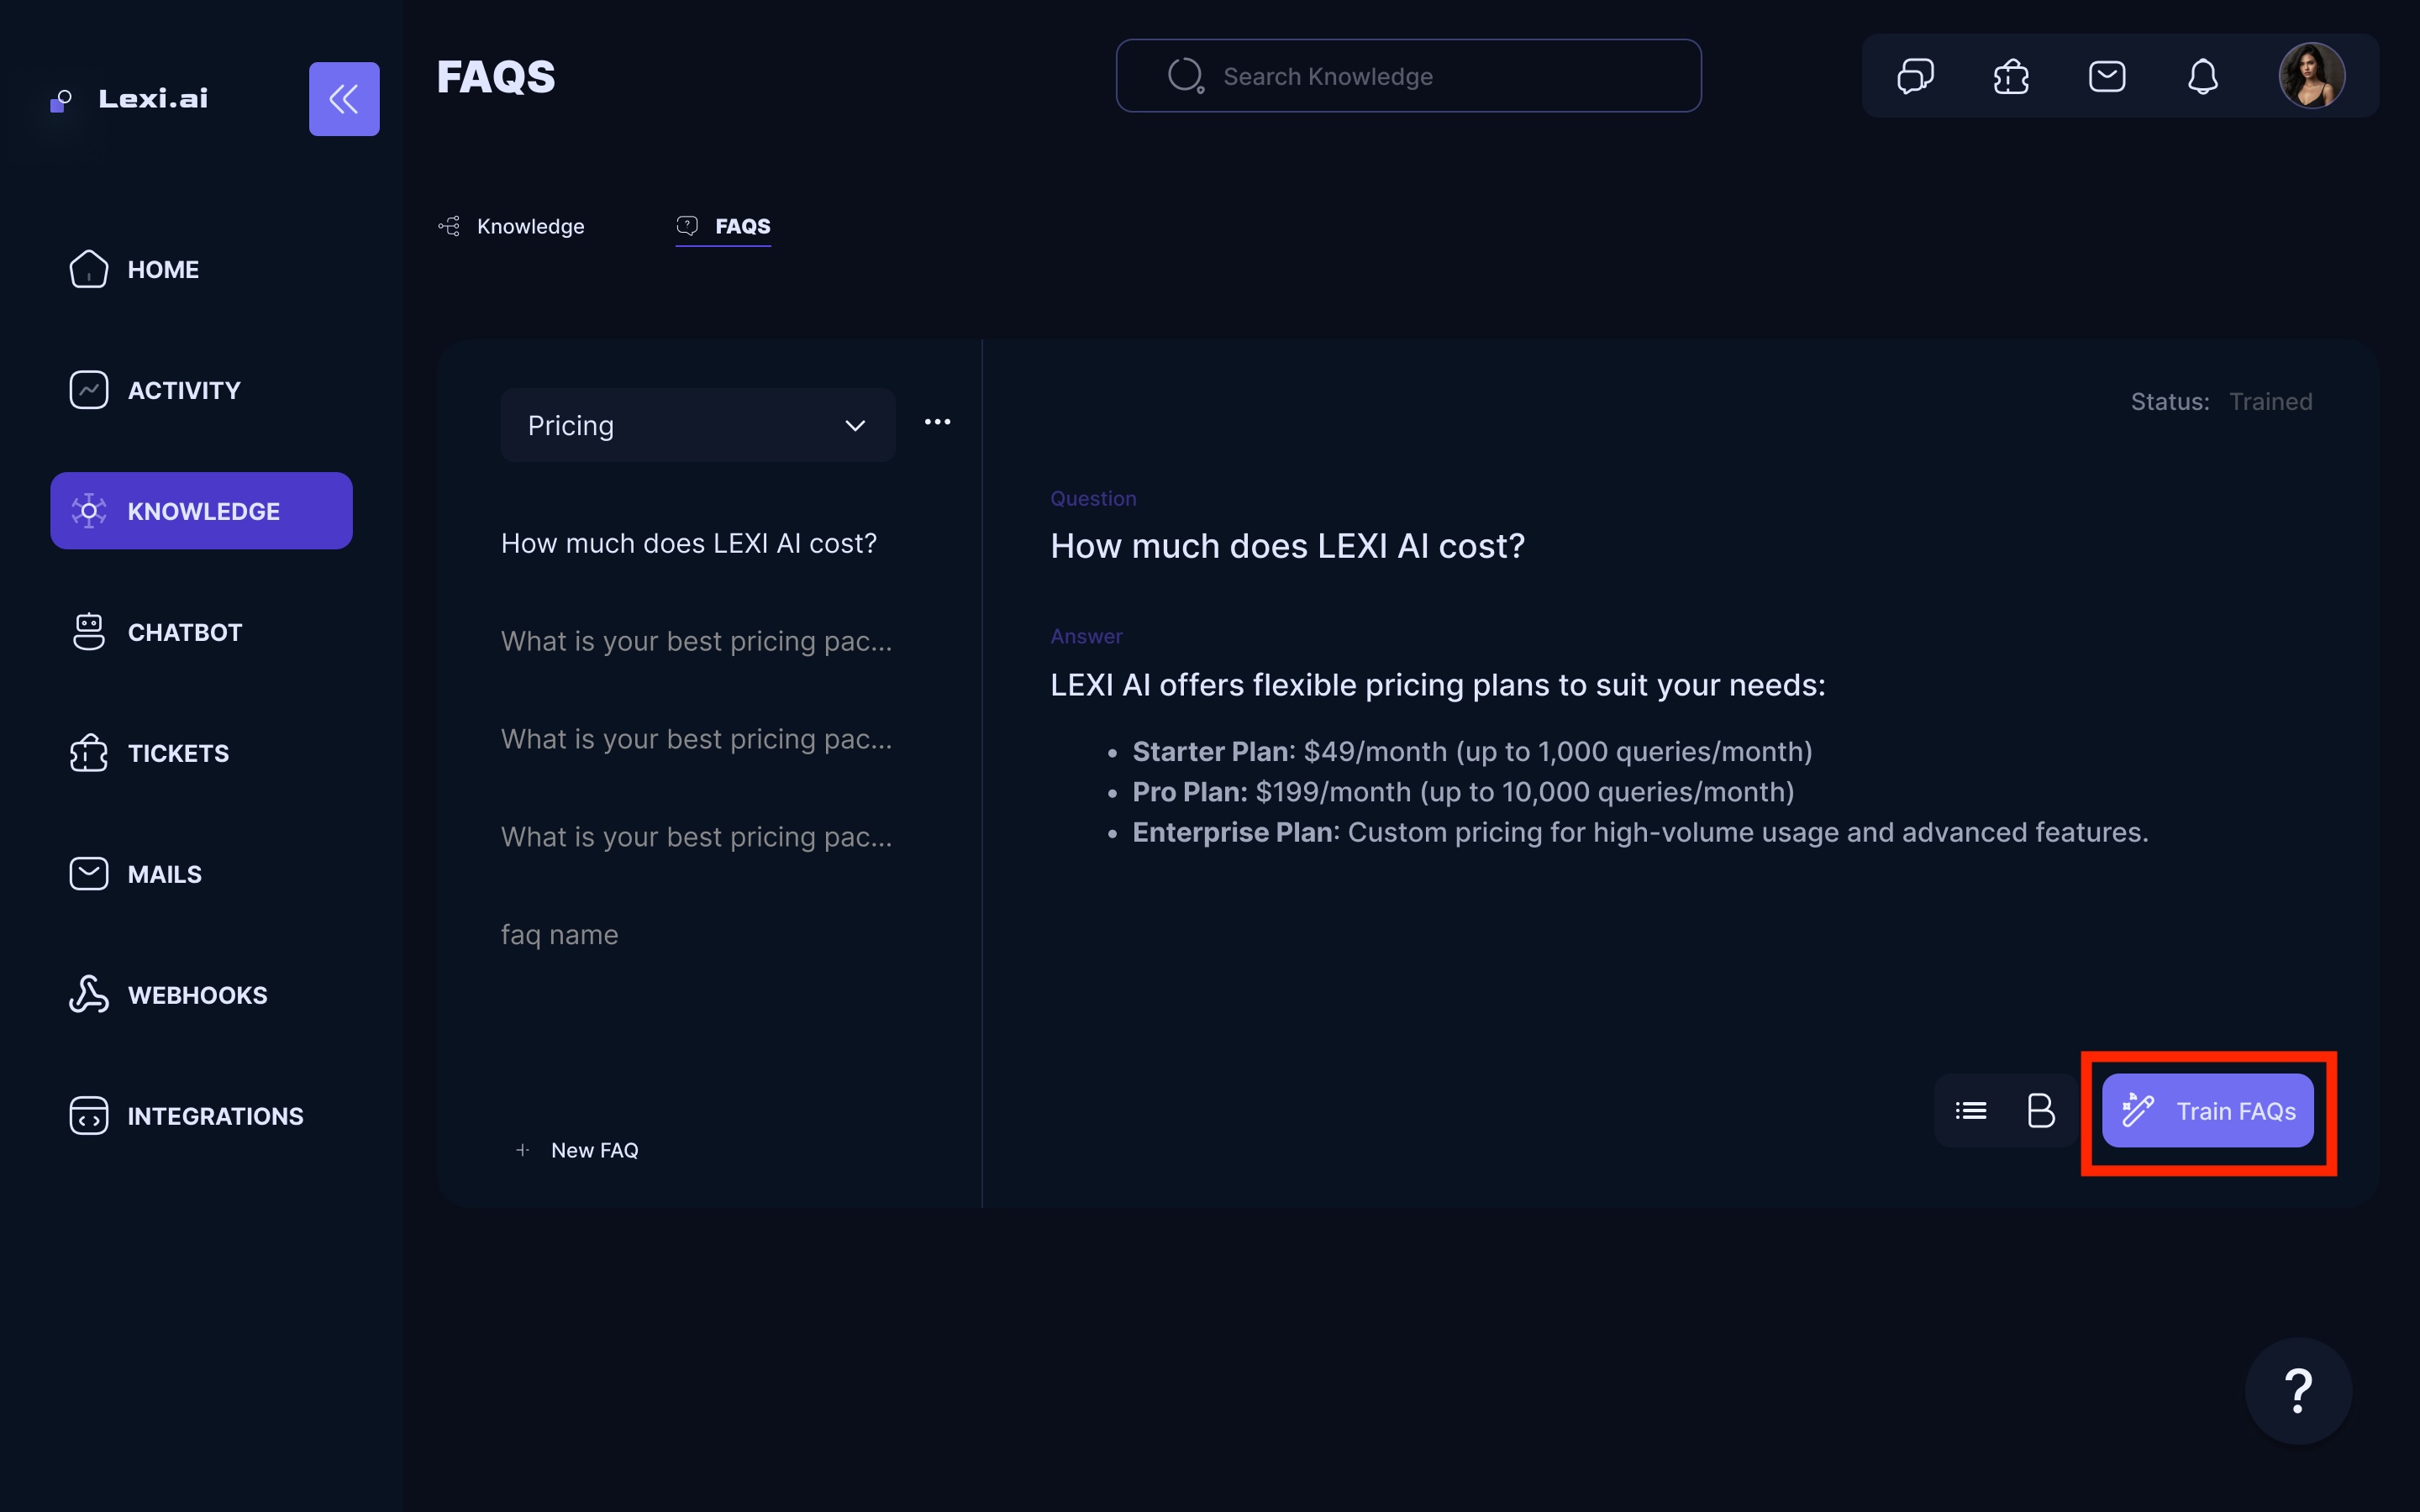 Lexi.ai
FAQS
Search Knowledge
Knowledge
FAQS
HOME
ACTIVITY
KNOWLEDGE
CHATBOT
TICKETS
MAILS
WEBHOOKS
INTEGRATIONS
Pricing
How much does LEXI AI cost?
What is your best pricing pac...
What is your best pricing pac...
What is your best pricing pac...
faq name
New FAQ
Status: Trained
Question
How much does LEXI AI cost?
Answer
LEXI AI offers flexible pricing plans to suit your needs:
• Starter Plan: $49/month (up to 1,000 queries/month)
• Pro Plan: $199/month (up to 10,000 queries/month)
• Enterprise Plan: Custom pricing for high-volume usage and advanced features.
B
Train FAQs
?